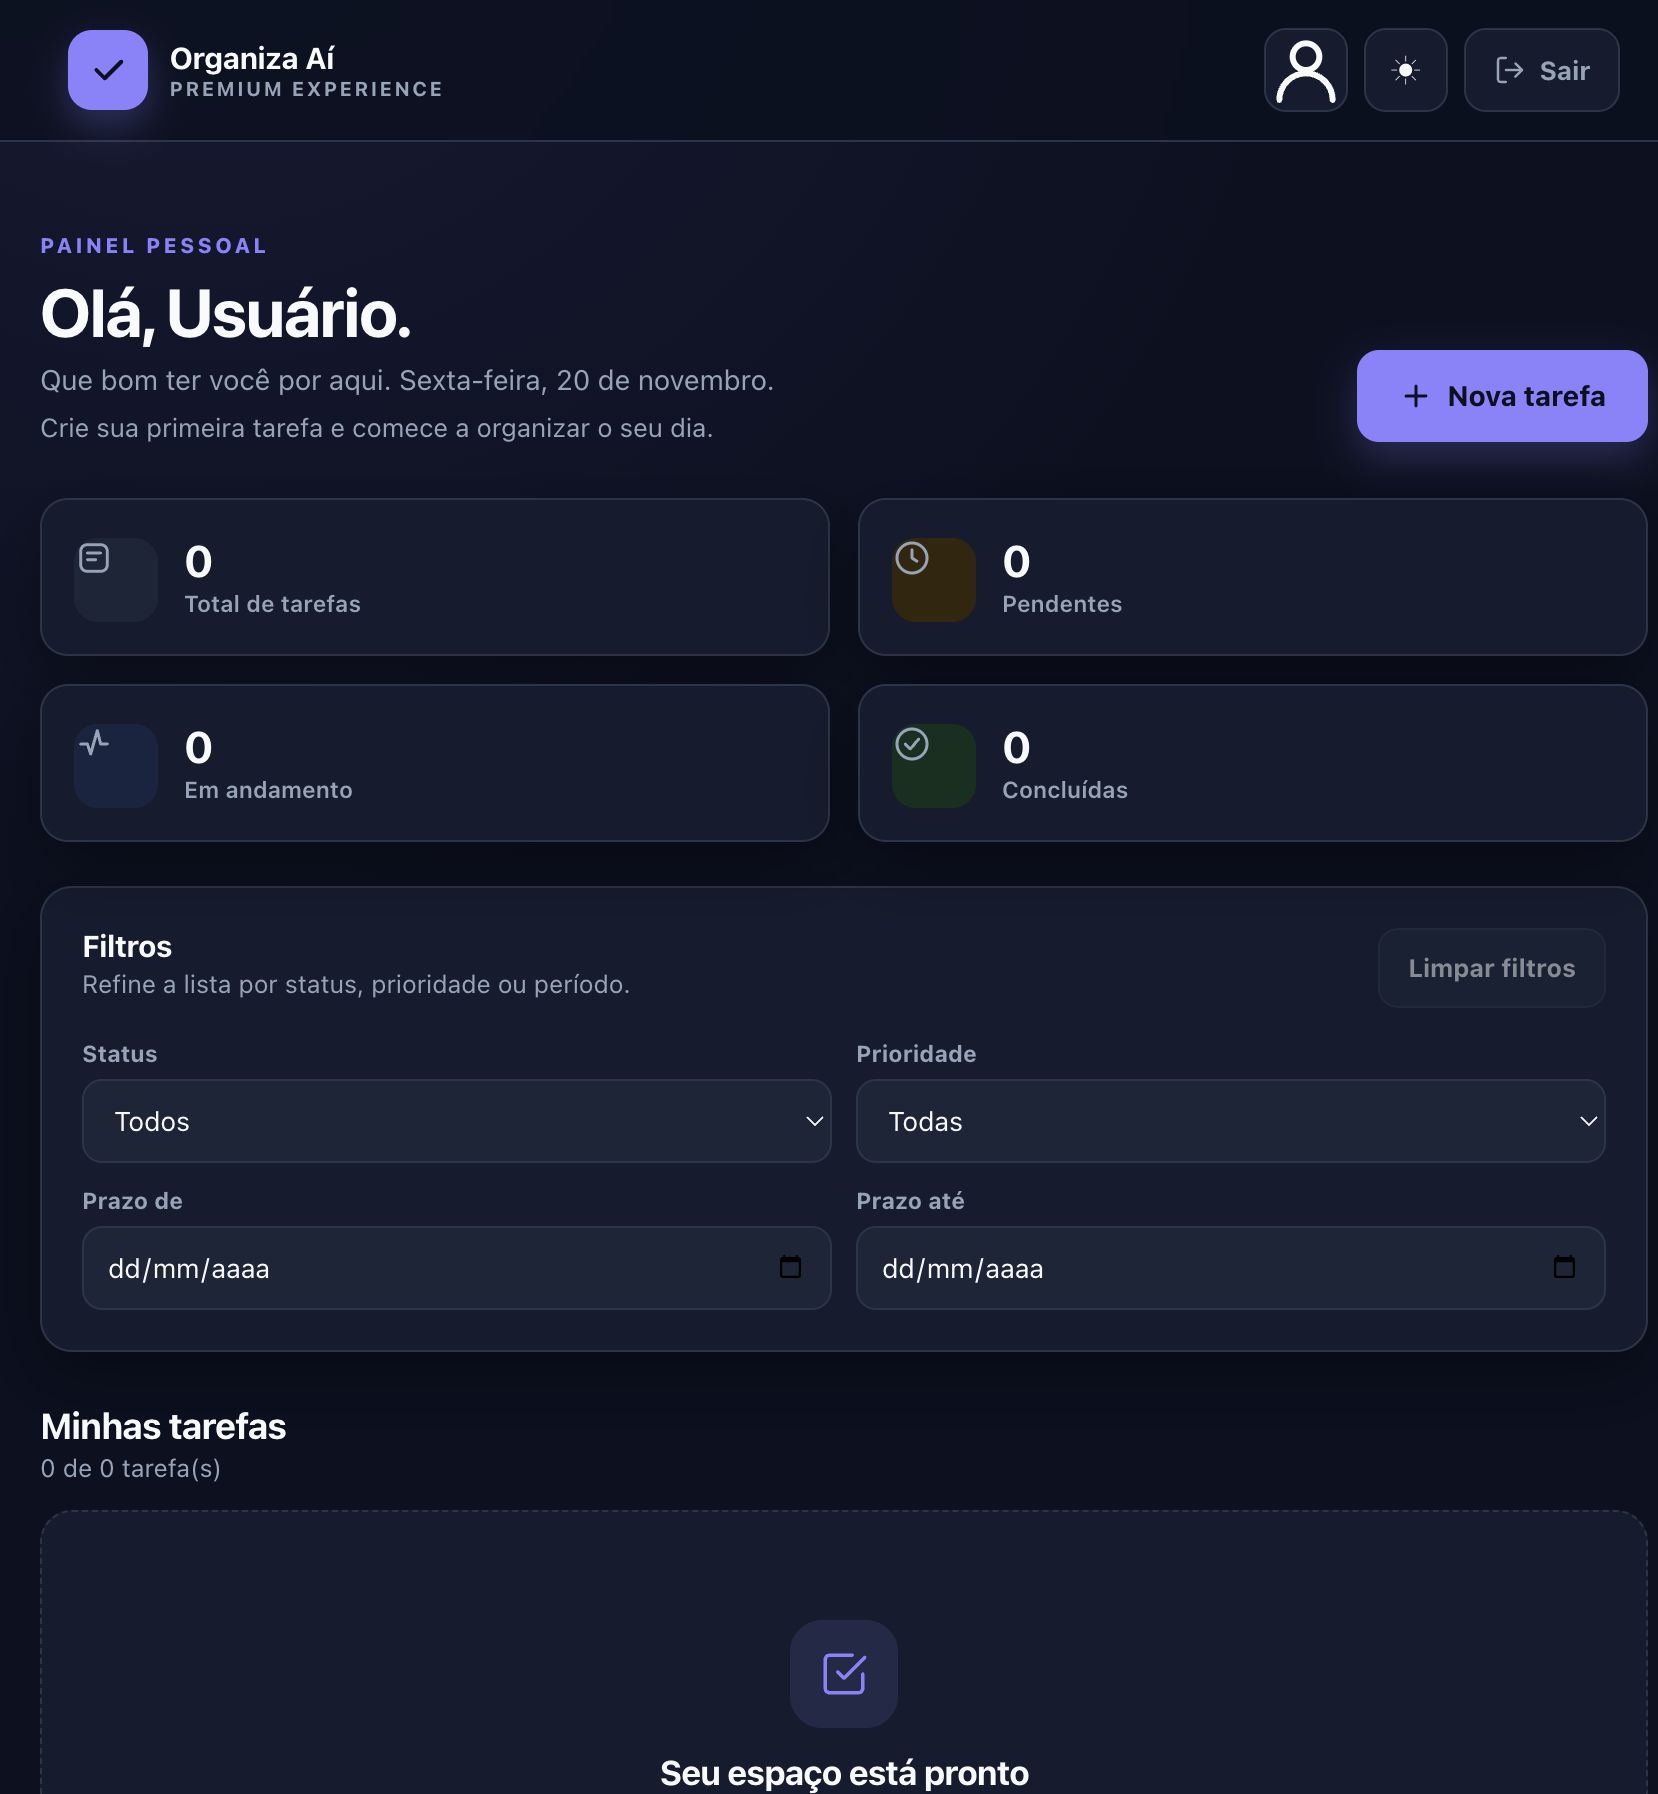 Organiza Aí
PREMIUM EXPERIENCE
Sair
PAINEL PESSOAL
Olá, Usuário.
Que bom ter você por aqui. Sexta-feira, 20 de novembro.
Crie sua primeira tarefa e comece a organizar o seu dia.
Nova tarefa
0
Total de tarefas
0
Pendentes
0
Em andamento
0
Concluídas
Filtros
Refine a lista por status, prioridade ou período.
Limpar filtros
Status
Prioridade
Todos
Todas
Prazo de
Prazo até
dd/mm/aaaa
dd/mm/aaaa
Minhas tarefas
0 de 0 tarefa(s)
Seu espaço está pronto